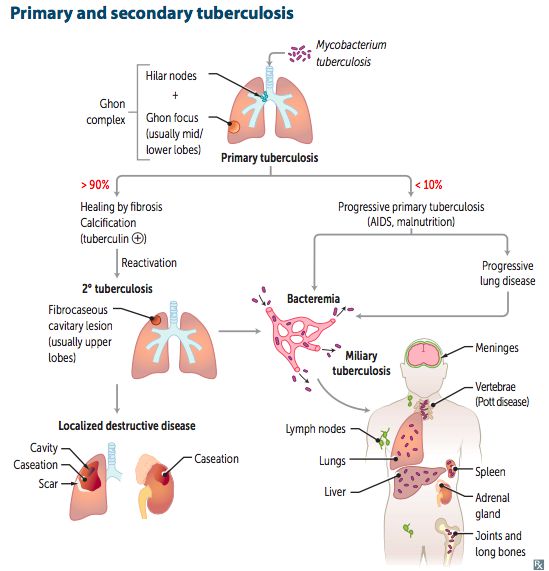 Primary and secondary tuberculosis
Mycobacterium
tuberculosis
Hilar nodes
+
Ghon
complex
Ghon focus
(usually mid/
lower lobes)
Primary tuberculosis
> 90%
< 10%
Healing by fibrosis
Calcification
(tuberculin ⊕)
Progressive primary tuberculosis
(AIDS, malnutrition)
Reactivation
Progressive
lung disease
2° tuberculosis
Bacteremia
Fibrocaseous
cavitary lesion
(usually upper
lobes)
Miliary
tuberculosis
Meninges
Vertebrae
(Pott disease)
Localized destructive disease
Lymph nodes
Cavity
Caseation
Scar
Caseation
Lungs
Liver
Spleen
Adrenal
gland
Joints and
long bones
Rx